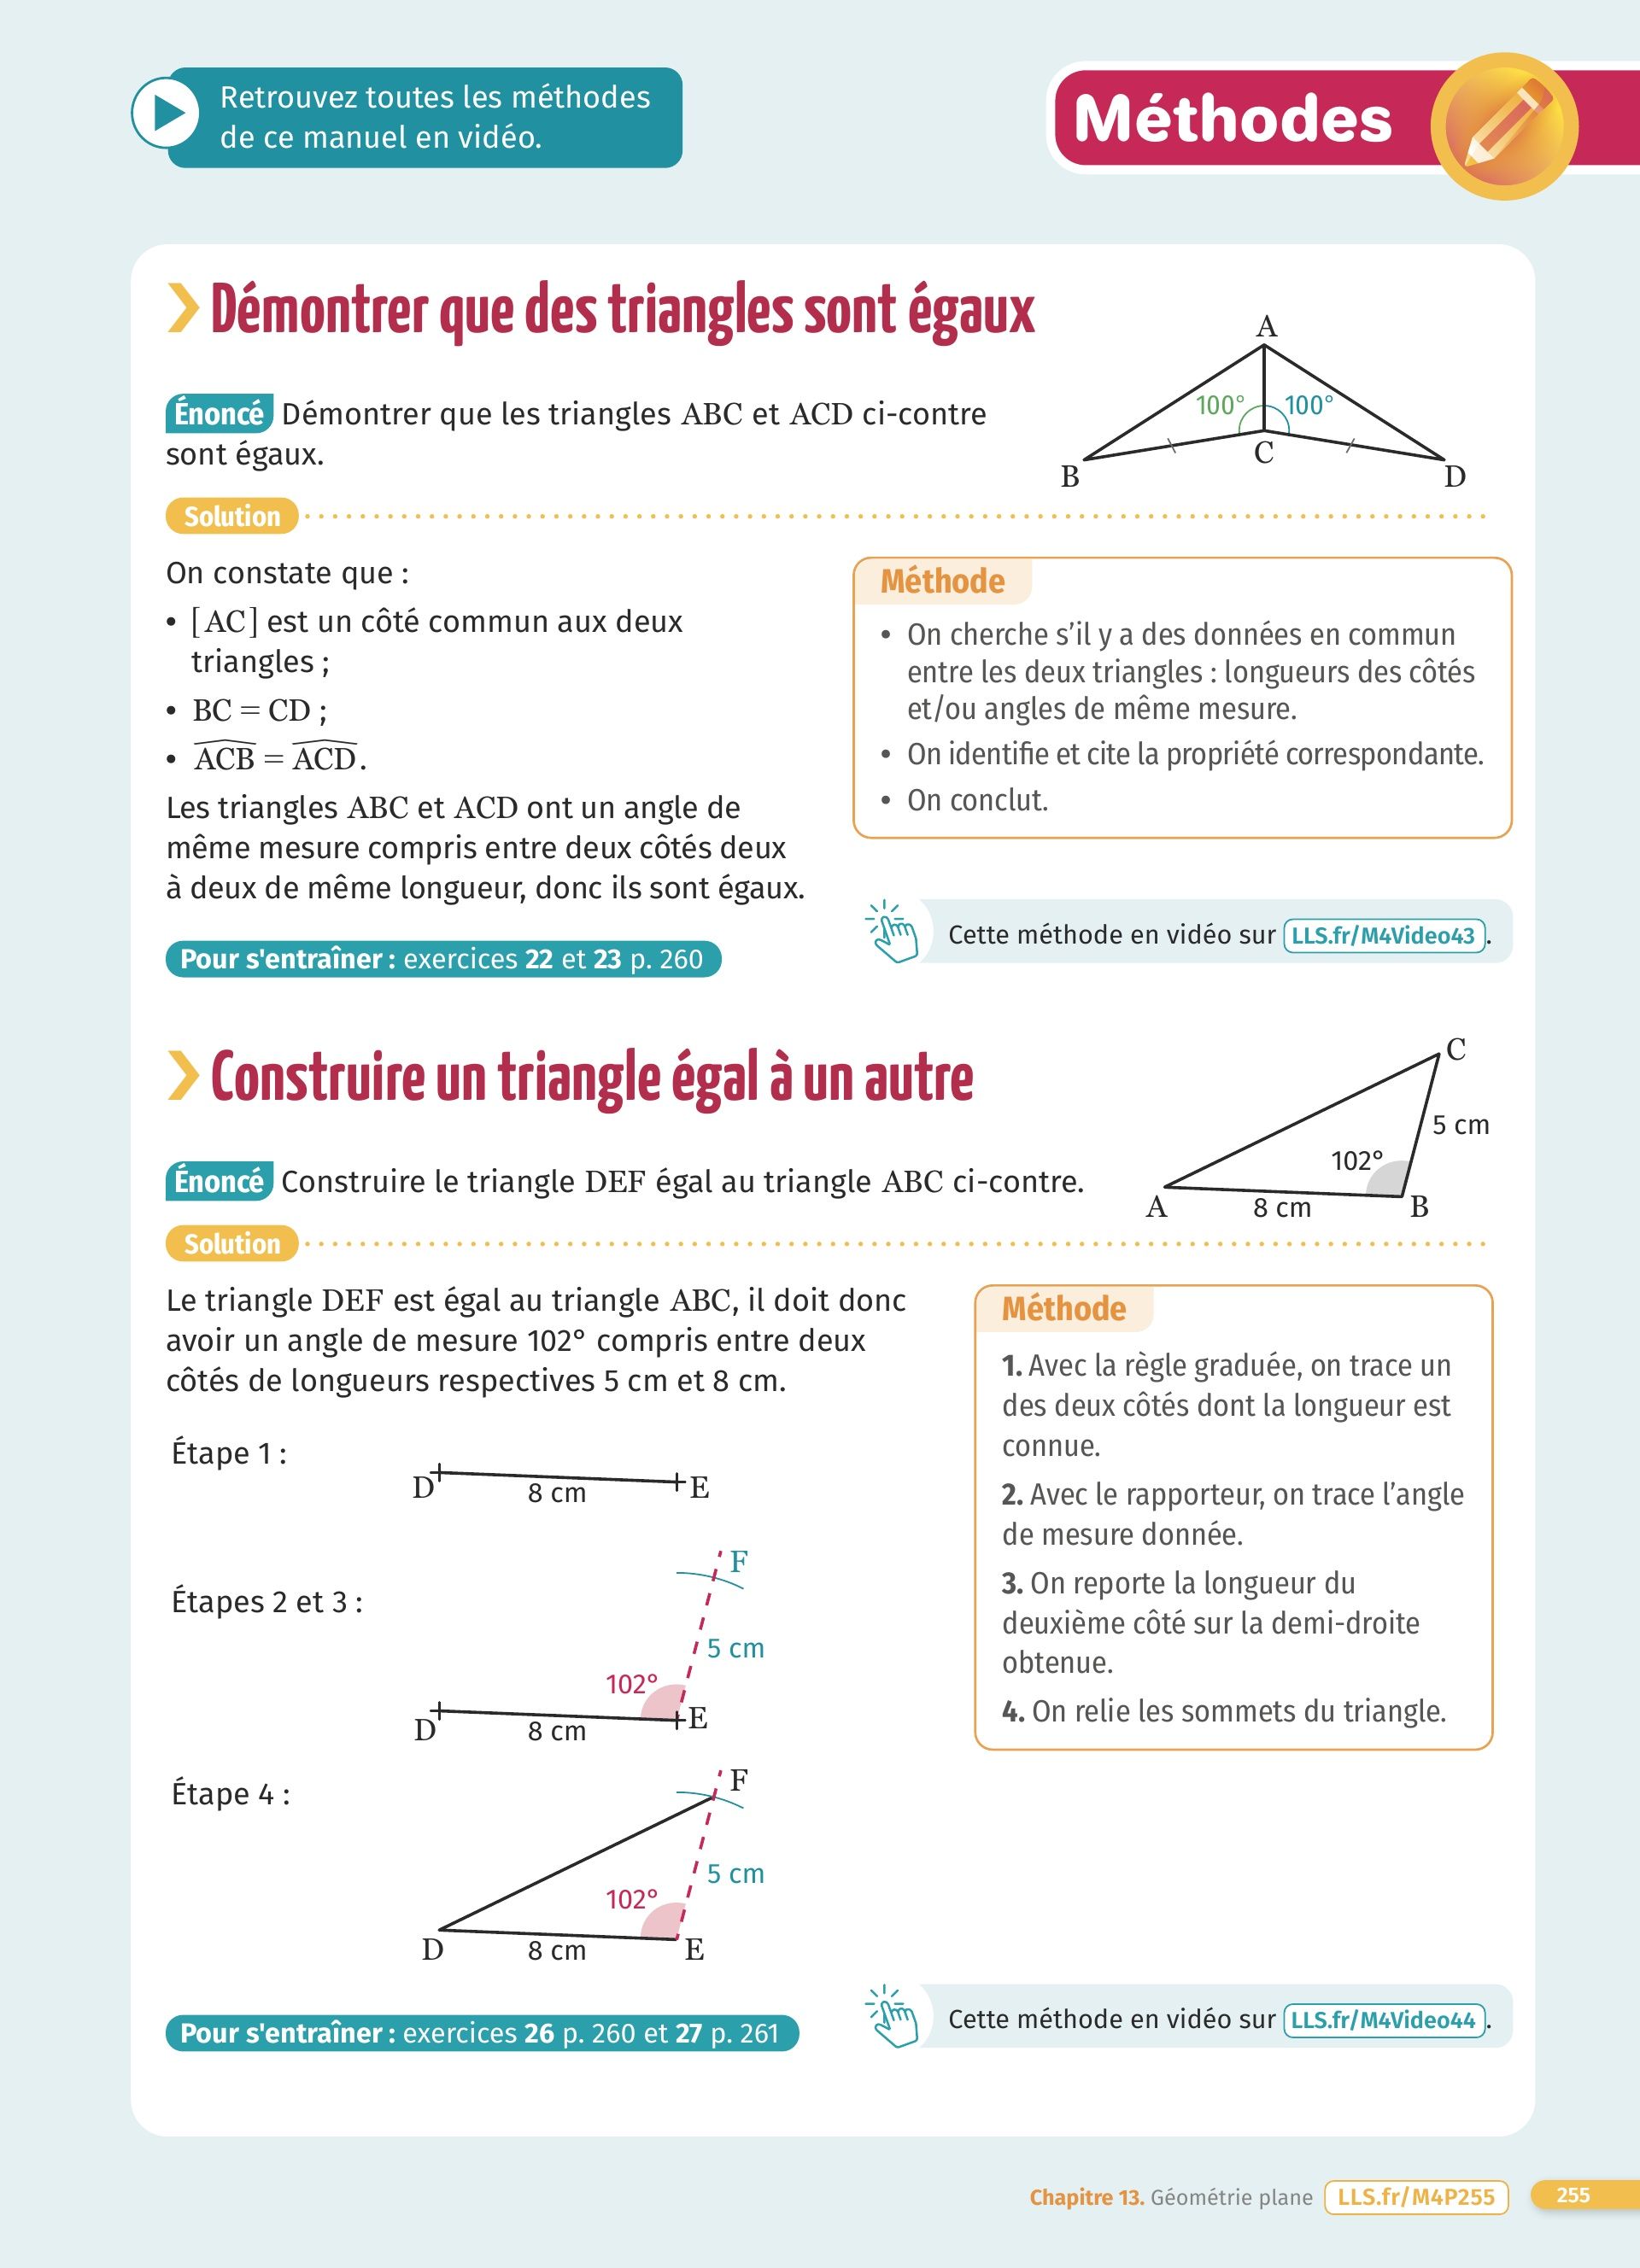 Retrouvez toutes les méthodes
de ce manuel en vidéo.
Méthodes
Démontrer que des triangles sont égaux
Énoncé Démontrer que les triangles ABC et ACD ci-contre
sont égaux.
A
100° 100°
B
C
D
Solution
On constate que :
• [AC] est un côté commun aux deux
triangles ;
• BC = CD ;
• \widehat{ACB} = \widehat{ACD}.
Les triangles ABC et ACD ont un angle de
même mesure compris entre deux côtés deux
à deux de même longueur, donc ils sont égaux.
Pour s'entraîner : exercices 22 et 23 p. 260
Méthode
• On cherche s’il y a des données en commun
entre les deux triangles : longueurs des côtés
et/ou angles de même mesure.
• On identifie et cite la propriété correspondante.
• On conclut.
Cette méthode en vidéo sur LLS.fr/M4Video43.
Construire un triangle égal à un autre
Énoncé Construire le triangle DEF égal au triangle ABC ci-contre.
C
5 cm
102°
A
8 cm
B
Solution
Le triangle DEF est égal au triangle ABC, il doit donc
avoir un angle de mesure 102° compris entre deux
côtés de longueurs respectives 5 cm et 8 cm.
Étape 1 :
D
8 cm
E
Étapes 2 et 3 :
F
5 cm
102°
D
8 cm
E
Étape 4 :
F
5 cm
102°
D
8 cm
E
Méthode
1. Avec la règle graduée, on trace un
des deux côtés dont la longueur est
connue.
2. Avec le rapporteur, on trace l’angle
de mesure donnée.
3. On reporte la longueur du
deuxième côté sur la demi-droite
obtenue.
4. On relie les sommets du triangle.
Pour s'entraîner : exercices 26 p. 260 et 27 p. 261
Cette méthode en vidéo sur LLS.fr/M4Video44.
Chapitre 13. Géométrie plane LLS.fr/M4P255 255